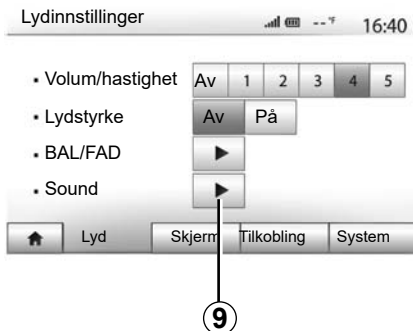 Lydinnstillinger -- °F 16:40
• Volum/hastighet Av 1 2 3 4 5
• Lydstyrke Av På
• BAL/FAD
• Sound
Lyd Skjerm Tilkobling System
9